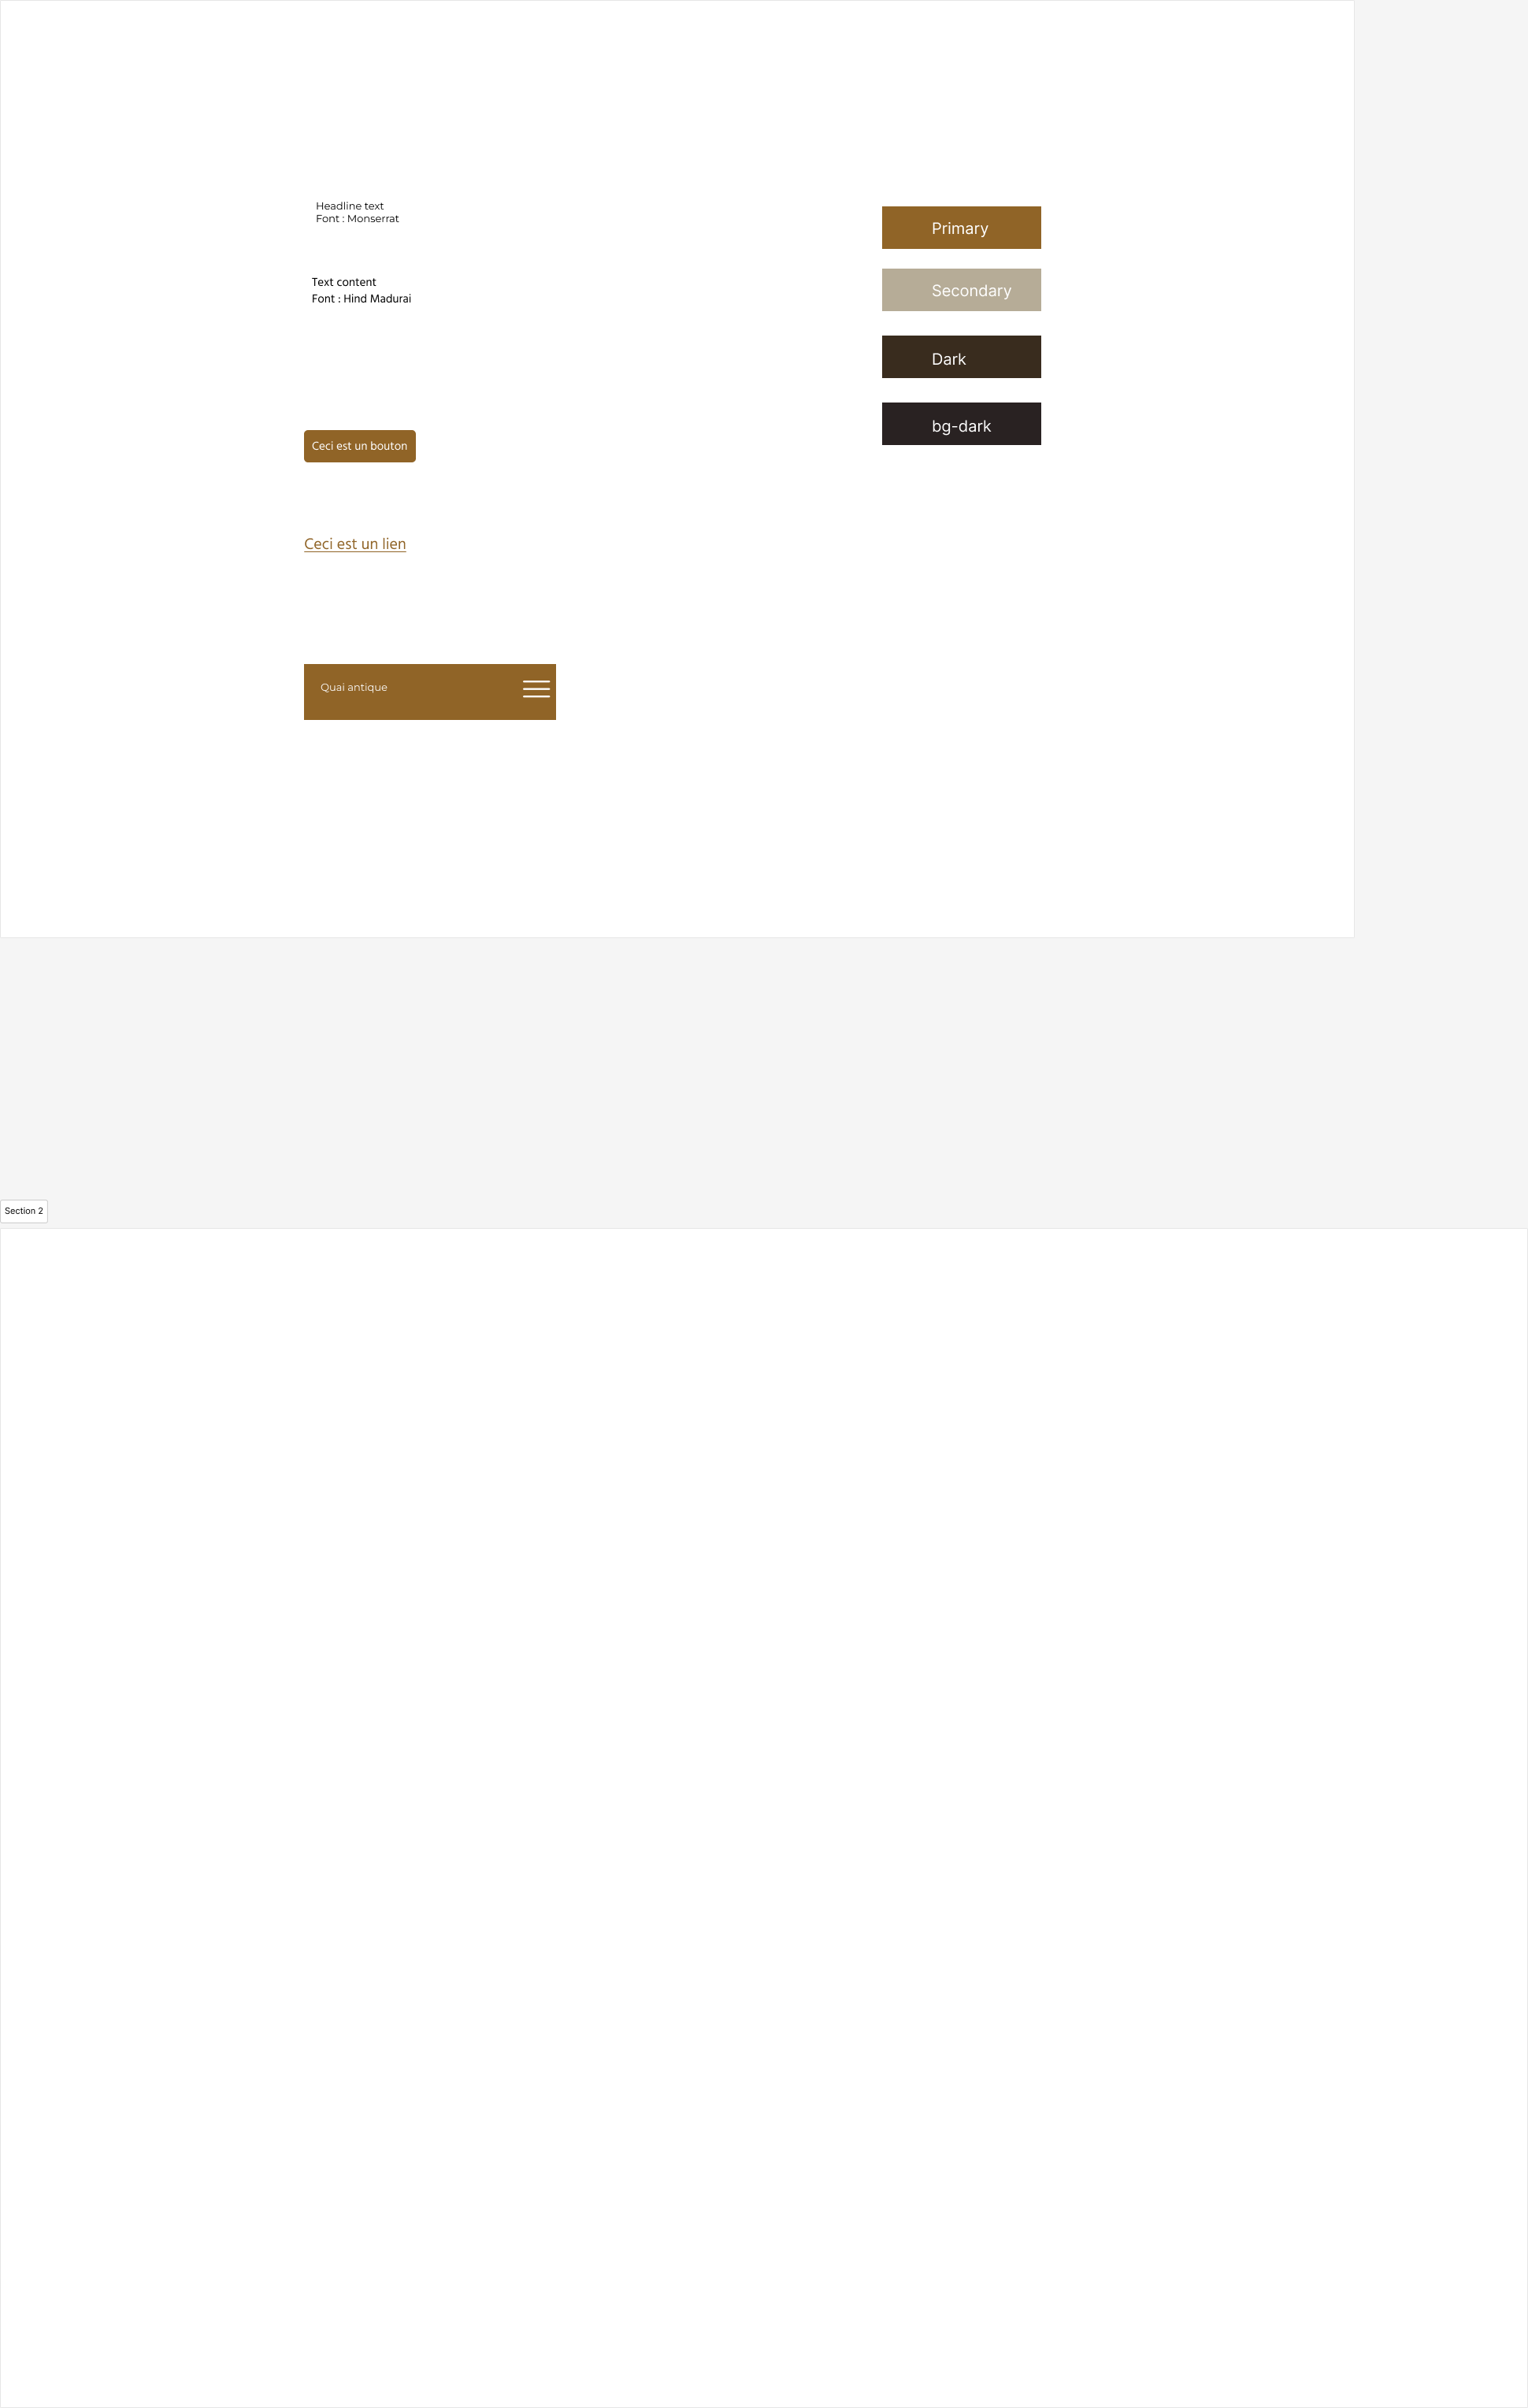 Headline text
Font : Monserrat
Text content
Font : Hind Madurai
Ceci est un bouton
Ceci est un lien
Quai antique
Primary
Secondary
Dark
bg-dark
Section 2